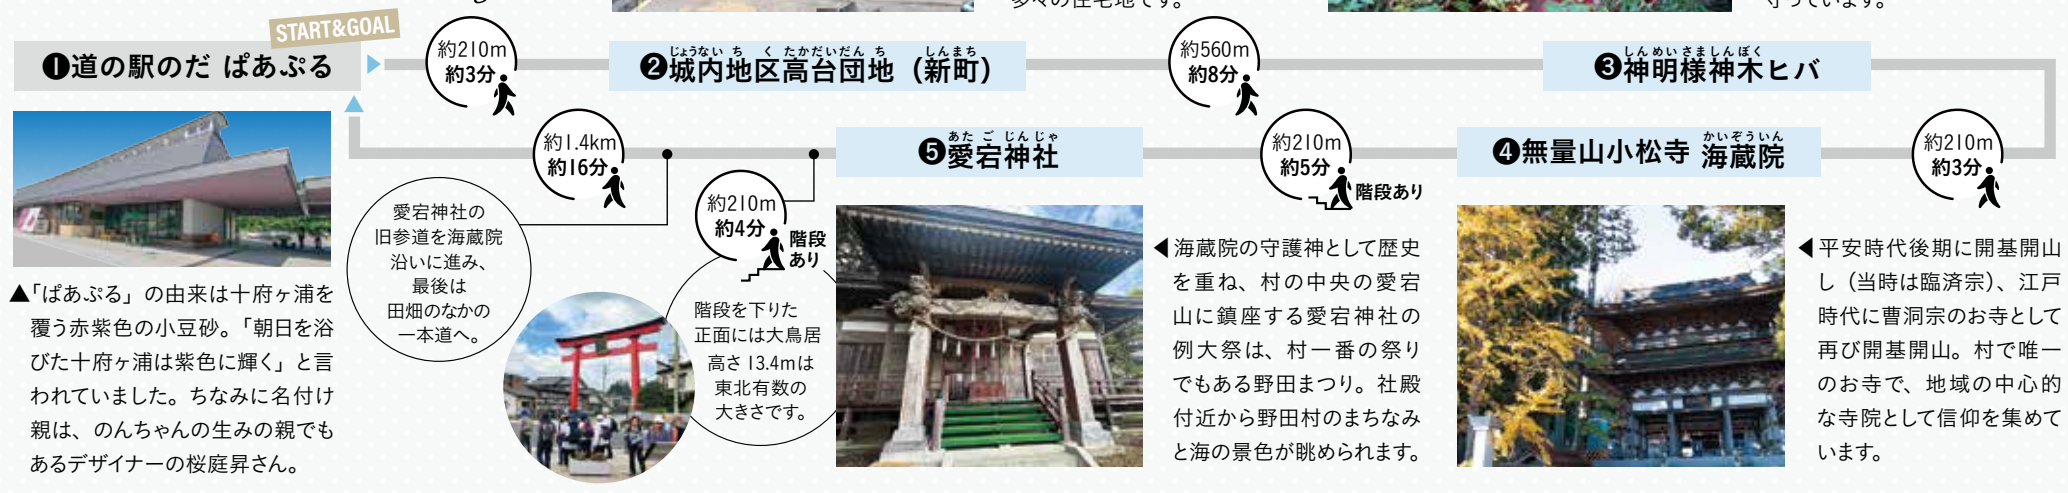 START&GOAL
❶道の駅のだ ぱあぷる
約210m
約3分
じょうない ち く たかだいだん ち しんまち
❷城内地区高台団地（新町）
約560m
約8分
しんめいさましんぼく
❸神明様神木ヒバ
約210m
約3分
かいぞういん
❹無量山小松寺 海蔵院
約210m
約5分
階段あり
あた ご じんじゃ
❺愛宕神社
約210m
約4分
階段
あり
約1.4km
約16分
▲「ぱあぷる」の由来は十府ヶ浦を
覆う赤紫色の小豆砂。「朝日を浴
びた十府ヶ浦は紫色に輝く」と言
われていました。ちなみに名付け
親は、のんちゃんの生みの親でも
あるデザイナーの桜庭昇さん。
愛宕神社の
旧参道を海蔵院
沿いに進み、
最後は
田畑のなかの
一本道へ。
階段を下りた
正面には大鳥居
高さ13.4mは
東北有数の
大きさです。
◀海蔵院の守護神として歴史
を重ね、村の中央の愛宕
山に鎮座する愛宕神社の
例大祭は、村一番の祭り
でもある野田まつり。社殿
付近から野田村のまちなみ
と海の景色が眺められます。
◀平安時代後期に開基開山
し（当時は臨済宗）、江戸
時代に曹洞宗のお寺として
再び開基開山。村で唯一
のお寺で、地域の中心的
な寺院として信仰を集めて
います。